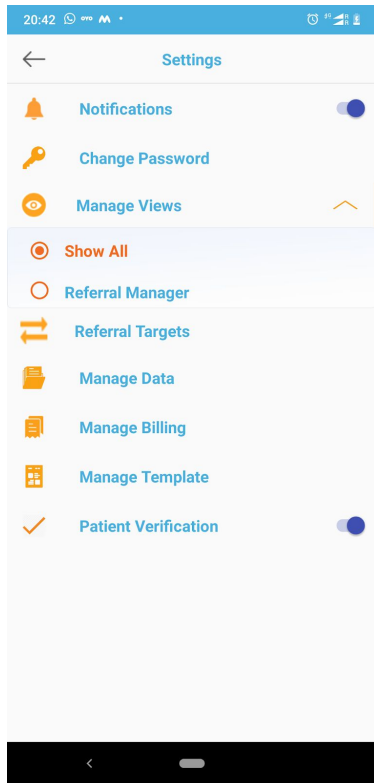 20:42
Settings
Notifications
Change Password
Manage Views
Show All
Referral Manager
Referral Targets
Manage Data
Manage Billing
Manage Template
Patient Verification